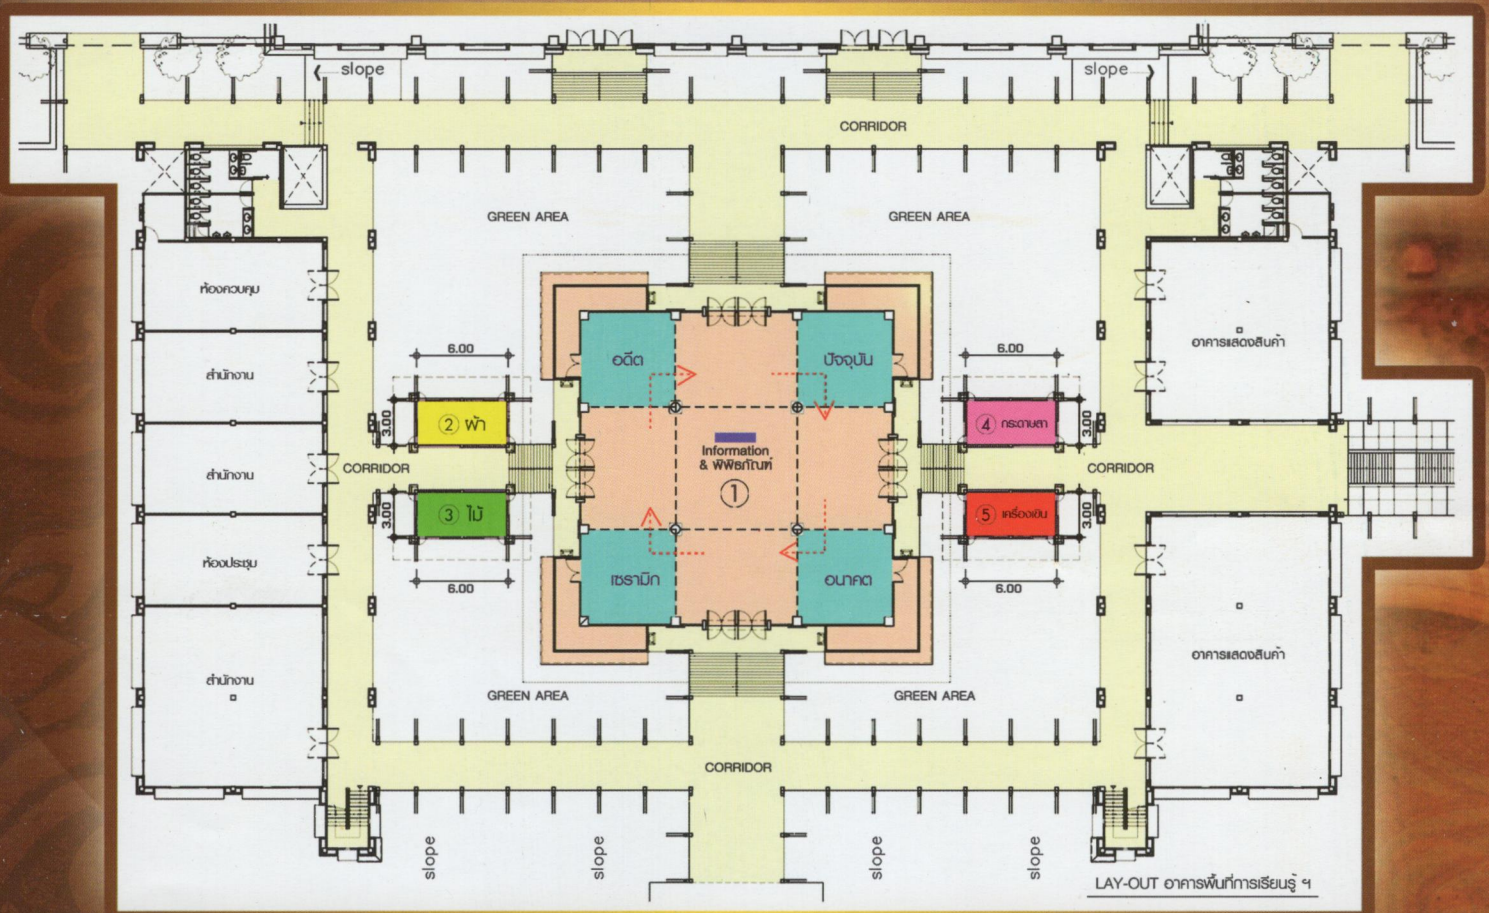 slope
slope
CORRIDOR
GREEN AREA
GREEN AREA
ห้องควบคุม
อดีต
ปัจจุบัน
อาคารแสดงสินค้า
6.00
6.00
สำนักงาน
② ผ้า
3.00
④ กระดาษสา
3.00
Information
& พิพิธภัณฑ์
①
สำนักงาน
CORRIDOR
CORRIDOR
③ ไม้
3.00
⑤ เครื่องเงิน
3.00
ห้องประชุม
เซรามิก
อนาคต
6.00
6.00
อาคารแสดงสินค้า
สำนักงาน
GREEN AREA
GREEN AREA
CORRIDOR
slope
slope
slope
slope
LAY-OUT อาคารพื้นที่การเรียนรู้ ฯ